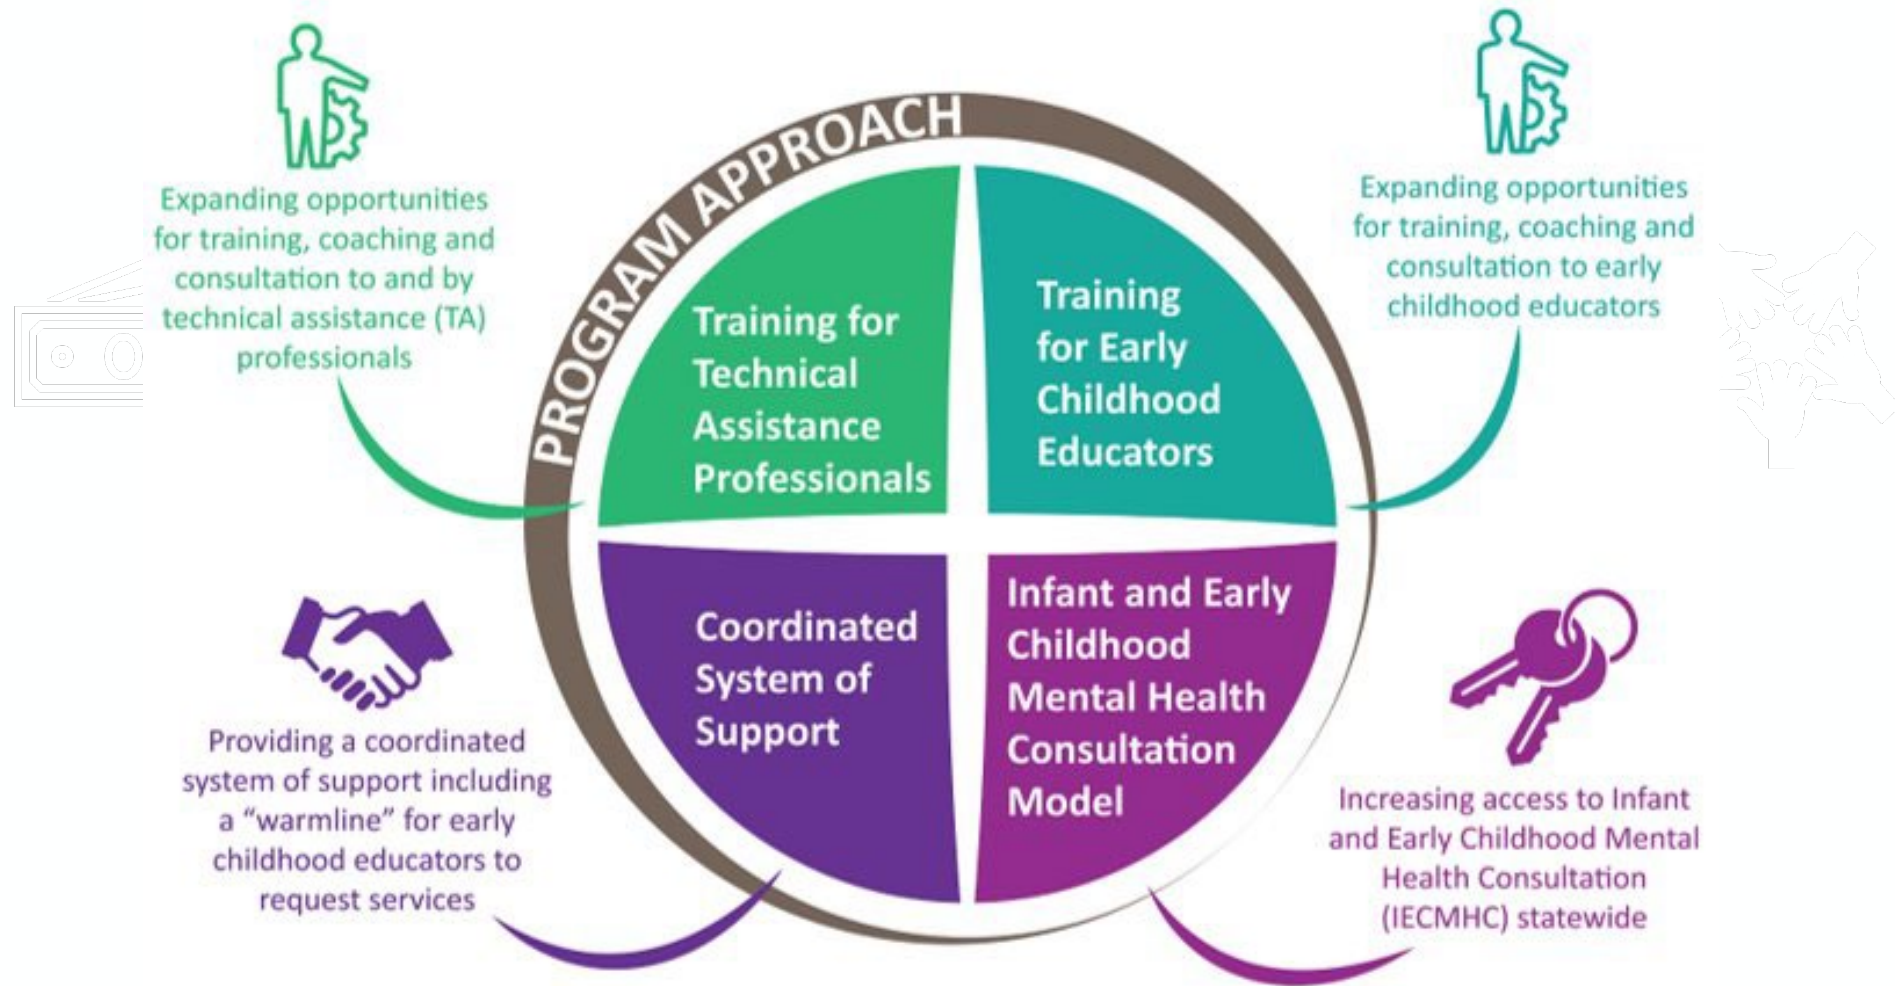 PROGRAM APPROACH
Expanding opportunities
for training, coaching and
consultation to and by
technical assistance (TA)
professionals
Training for
Technical
Assistance
Professionals
Training
for Early
Childhood
Educators
Expanding opportunities
for training, coaching and
consultation to early
childhood educators
Providing a coordinated
system of support including
a “warmline” for early
childhood educators to
request services
Coordinated
System of
Support
Infant and Early
Childhood
Mental Health
Consultation
Model
Increasing access to Infant
and Early Childhood Mental
Health Consultation
(IECMHC) statewide